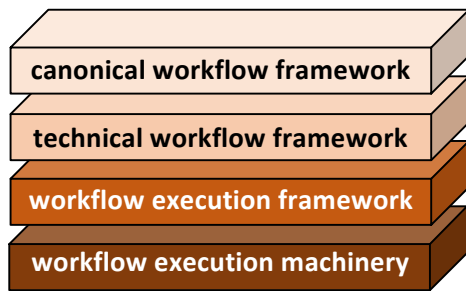 canonical workflow framework
technical workflow framework
workflow execution framework
workflow execution machinery